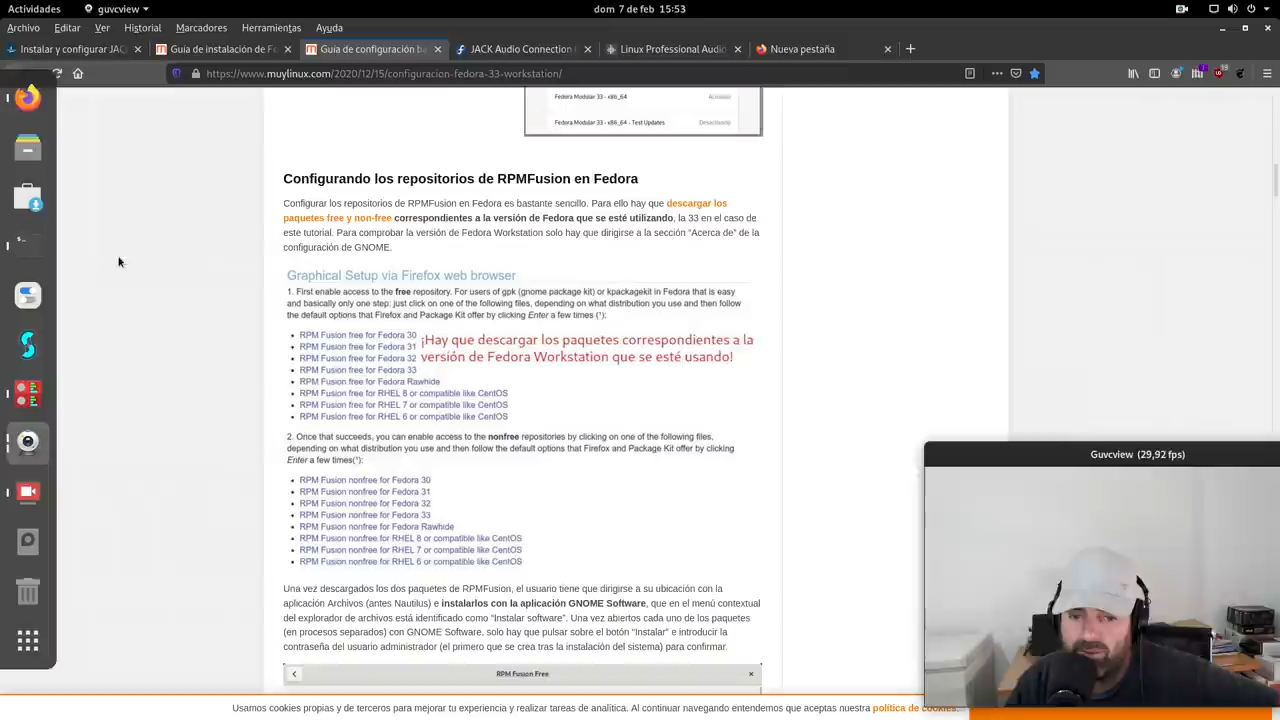 Actividades
guvcview
dom 7 de feb 15:53
Archivo
Editar
Ver
Historial
Marcadores
Herramientas
Ayuda
Instalar y configurar JAC
Guía de instalación de Fe
Guía de configuración ba
JACK Audio Connection
Linux Professional Audio
Nueva pestaña
https://www.muylinux.com/2020/12/15/configuracion-fedora-33-workstation/
19
Fedora Modular 33 - x86_64
Activado
Fedora Modular 33 - x86_64 - Test Updates
Desactivado
Configurando los repositorios de RPMFusion en Fedora
Configurar los repositorios de RPMFusion en Fedora es bastante sencillo. Para ello hay que descargar los
paquetes free y non-free correspondientes a la versión de Fedora que se esté utilizando, la 33 en el caso de
este tutorial. Para comprobar la versión de Fedora Workstation solo hay que dirigirse a la sección “Acerca de” de la
configuración de GNOME.
Graphical Setup via Firefox web browser
1. First enable access to the free repository. For users of gpk (gnome package kit) or kpackagekit in Fedora that is easy
and basically only one step: just click on one of the following files, depending on what distribution you use and then follow
the default options that Firefox and Package Kit offer by clicking Enter a few times (¹):
RPM Fusion free for Fedora 30
RPM Fusion free for Fedora 31
RPM Fusion free for Fedora 32
RPM Fusion free for Fedora 33
RPM Fusion free for Fedora Rawhide
RPM Fusion free for RHEL 8 or compatible like CentOS
RPM Fusion free for RHEL 7 or compatible like CentOS
RPM Fusion free for RHEL 6 or compatible like CentOS
¡Hay que descargar los paquetes correspondientes a la
versión de Fedora Workstation que se esté usando!
2. Once that succeeds, you can enable access to the nonfree repositories by clicking on one of the following files,
depending on what distribution you use and then follow the default options that Firefox and Package Kit offer by clicking
Enter a few times(¹):
RPM Fusion nonfree for Fedora 30
RPM Fusion nonfree for Fedora 31
RPM Fusion nonfree for Fedora 32
RPM Fusion nonfree for Fedora 33
RPM Fusion nonfree for Fedora Rawhide
RPM Fusion nonfree for RHEL 8 or compatible like CentOS
RPM Fusion nonfree for RHEL 7 or compatible like CentOS
RPM Fusion nonfree for RHEL 6 or compatible like CentOS
Una vez descargados los dos paquetes de RPMFusion, el usuario tiene que dirigirse a su ubicación con la
aplicación Archivos (antes Nautilus) e instalarlos con la aplicación GNOME Software, que en el menú contextual
del explorador de archivos está identificado como “Instalar software”. Una vez abiertos cada uno de los paquetes
(en procesos separados) con GNOME Software, solo hay que pulsar sobre el botón “Instalar” e introducir la
contraseña del usuario administrador (el primero que se crea tras la instalación del sistema) para confirmar.
RPM Fusion Free
Guvcview (29,92 fps)
Usamos cookies propias y de terceros para mejorar tu experiencia y realizar tareas de analítica. Al continuar navegando entendemos que aceptas nuestra política de cookies.